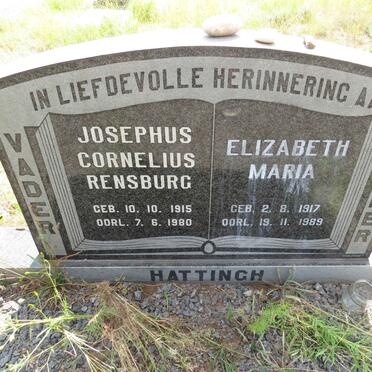 IN LIEFDEVOLLE HERINNERING A
VADER
JOSEPHUS
CORNELIUS
RENSBURG
GEB. 10. 10. 1915
OORL. 7. 6. 1980
ELIZABETH
MARIA
GEB. 2. 8. 1917
OORL. 19. 11. 1989
ER
HATTINGH